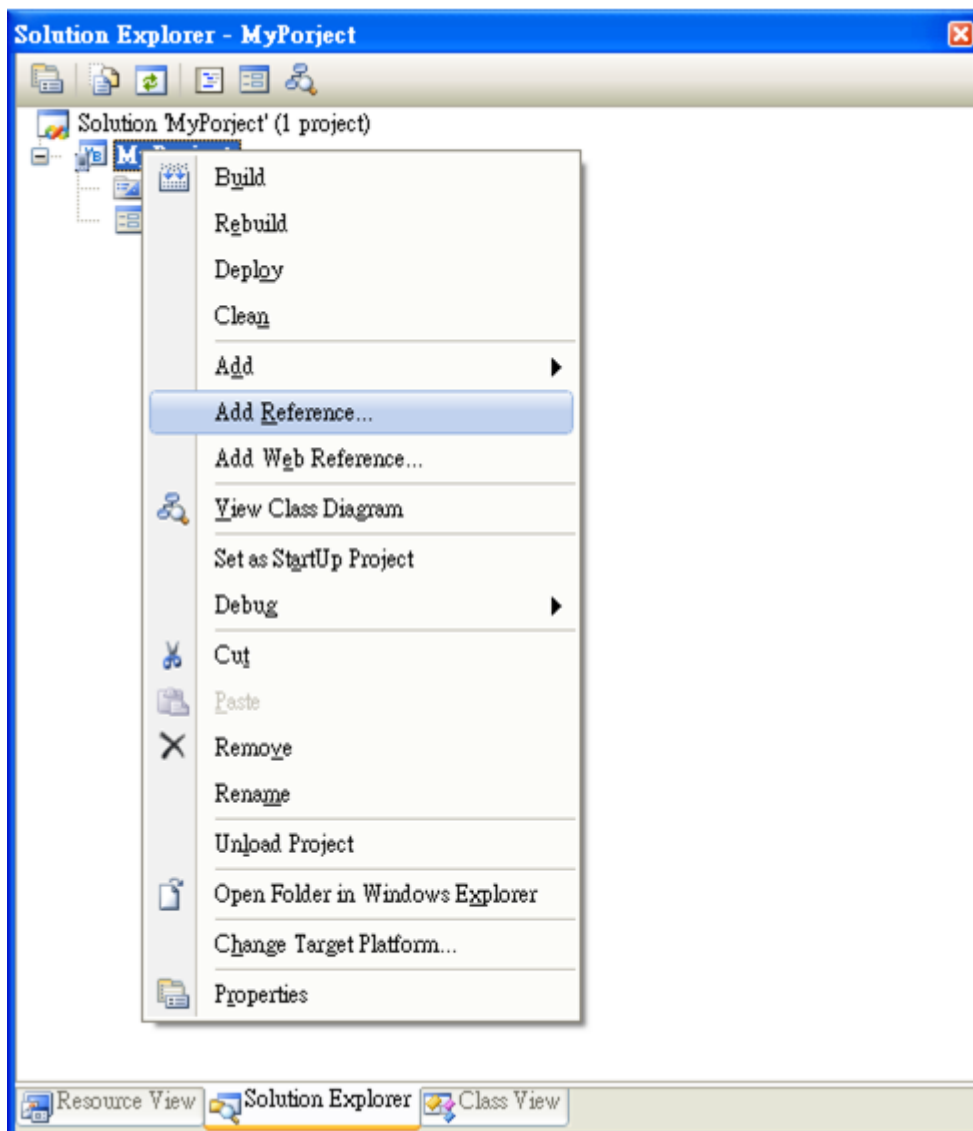 Solution Explorer - MyPorject
Solution 'MyPorject' (1 project)
Build
Rebuild
Deploy
Clean
Add
Add Reference...
Add Web Reference...
View Class Diagram
Set as StartUp Project
Debug
Cut
Paste
Remove
Rename
Unload Project
Open Folder in Windows Explorer
Change Target Platform...
Properties
Resource View Solution Explorer Class View